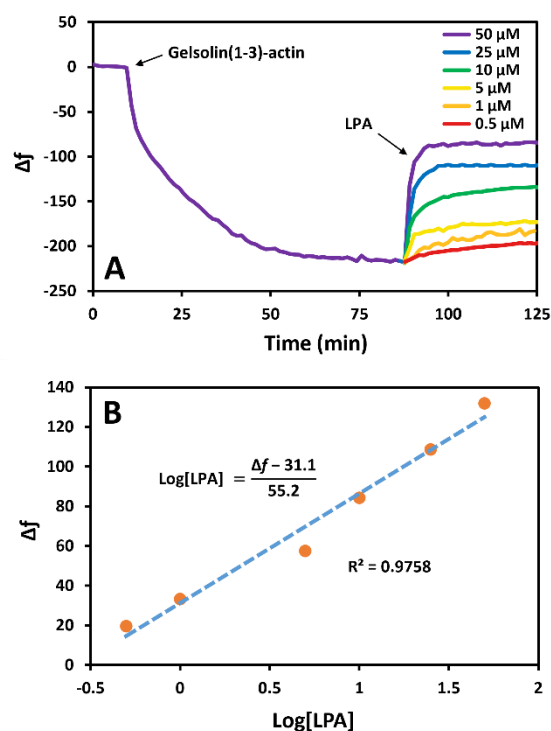 50 µM
25 µM
10 µM
5 µM
1 µM
0.5 µM
Gelsolin(1-3)-actin
LPA
50
0
-50
-100
-150
-200
-250
Δf
A
0
25
50
75
100
125
Time (min)
B
140
120
100
80
60
40
20
0
Δf
Log[LPA] = Δf − 31.1
55.2
R² = 0.9758
-0.5
0
0.5
1
1.5
2
Log[LPA]